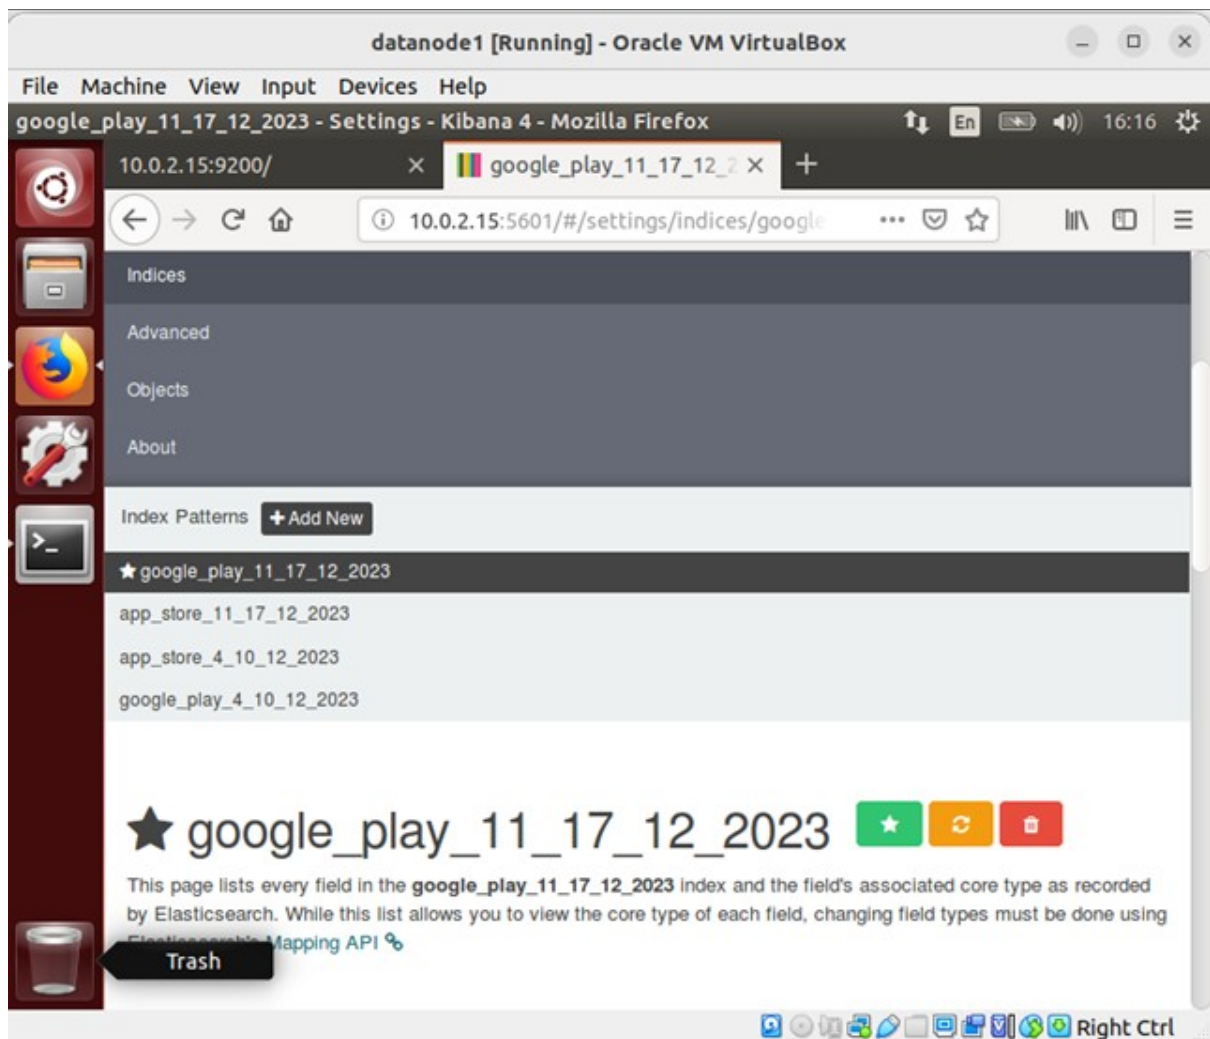 datanode1 [Running] - Oracle VM VirtualBox
File Machine View Input Devices Help
google_play_11_17_12_2023 - Settings - Kibana 4 - Mozilla Firefox En 16:16
10.0.2.15:9200/ google_play_11_17_12_2
10.0.2.15:5601/#/settings/indices/google
Indices
Advanced
Objects
About
Index Patterns Add New
google_play_11_17_12_2023
app_store_11_17_12_2023
app_store_4_10_12_2023
google_play_4_10_12_2023
google_play_11_17_12_2023
This page lists every field in the google_play_11_17_12_2023 index and the field's associated core type as recorded
by Elasticsearch. While this list allows you to view the core type of each field, changing field types must be done using
Mapping API
Trash
Right Ctrl